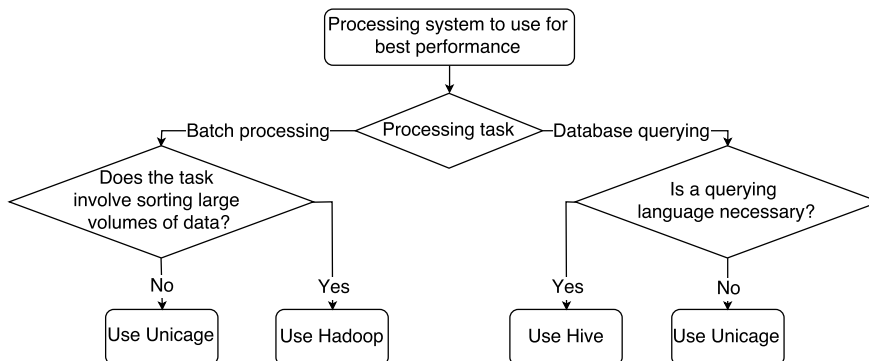 Processing system to use for
best performance
Batch processing
Processing task
Database querying
Does the task
involve sorting large
volumes of data?
Is a querying
language necessary?
No
Yes
Yes
No
Use Unicage
Use Hadoop
Use Hive
Use Unicage